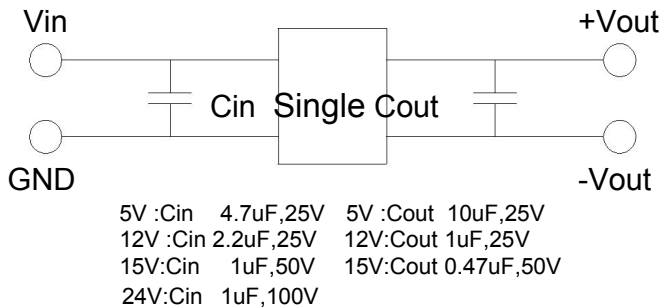 Vin +Vout
Cin Single Cout
GND -Vout
5V :Cin 4.7uF,25V 5V :Cout 10uF,25V
12V :Cin 2.2uF,25V 12V:Cout 1uF,25V
15V:Cin 1uF,50V 15V:Cout 0.47uF,50V
24V:Cin 1uF,100V